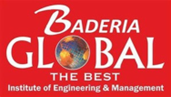 BADERIA
GLOBAL
THE BEST
Institute of Engineering & Management